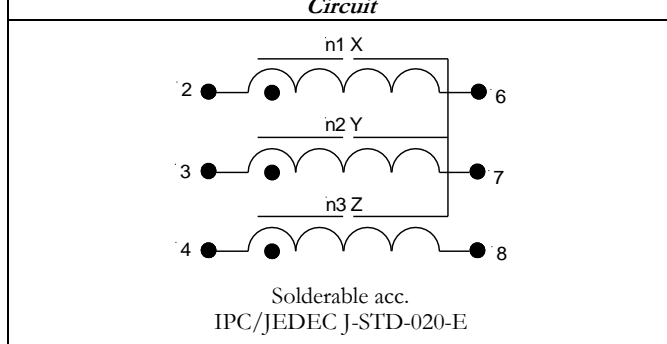 Circuit
n1 X
2 6
n2 Y
3 7
n3 Z
4 8
Solderable acc.
IPC/JEDEC J-STD-020-E